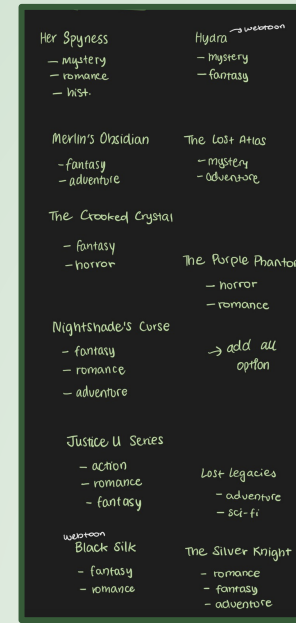 Her Spyness
– mystery
– romance
– hist.
Merlin's Obsidian
– fantasy
– adventure
The Crooked Crystal
– fantasy
– horror
Nightshade's Curse
– fantasy
– romance
– adventure
Justice U Series
– action
– romance
– fantasy
webtoon
Black Silk
– fantasy
– romance
Hydra → webtoon
– mystery
– fantasy
The Lost Atlas
– mystery
– adventure
The Purple Phantom
– horror
– romance
→ add all
option
Lost Legacies
– adventure
– sci-fi
The Silver Knight
– romance
– fantasy
– adventure